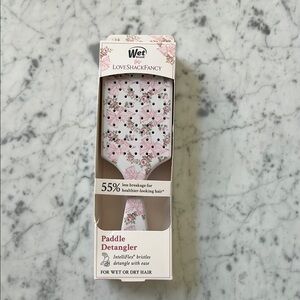 Wet
by
LOVESHACKFANCY
55% less breakage for
healthier-looking hair*
Paddle
Detangler
IntelliFlex® bristles
detangle with ease
FOR WET OR DRY HAIR